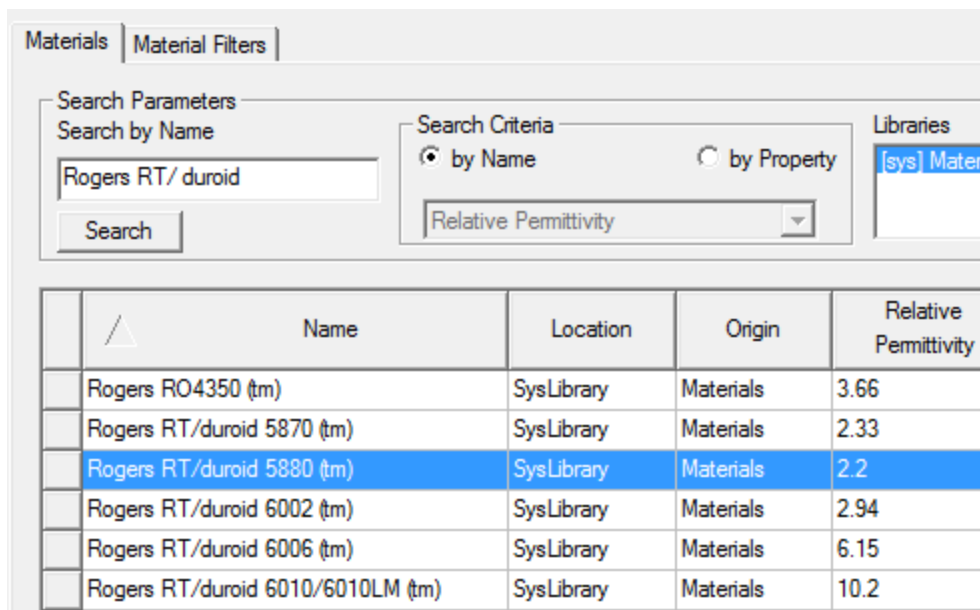 Materials Material Filters
Search Parameters
Search by Name
Search Criteria
Libraries
by Name by Property
[sys] Mater
Rogers RT/ duroid
Relative Permittivity
Search
Name Location Origin Relative Permittivity
Rogers RO4350 (tm) SysLibrary Materials 3.66
Rogers RT/duroid 5870 (tm) SysLibrary Materials 2.33
Rogers RT/duroid 5880 (tm) SysLibrary Materials 2.2
Rogers RT/duroid 6002 (tm) SysLibrary Materials 2.94
Rogers RT/duroid 6006 (tm) SysLibrary Materials 6.15
Rogers RT/duroid 6010/6010LM (tm) SysLibrary Materials 10.2